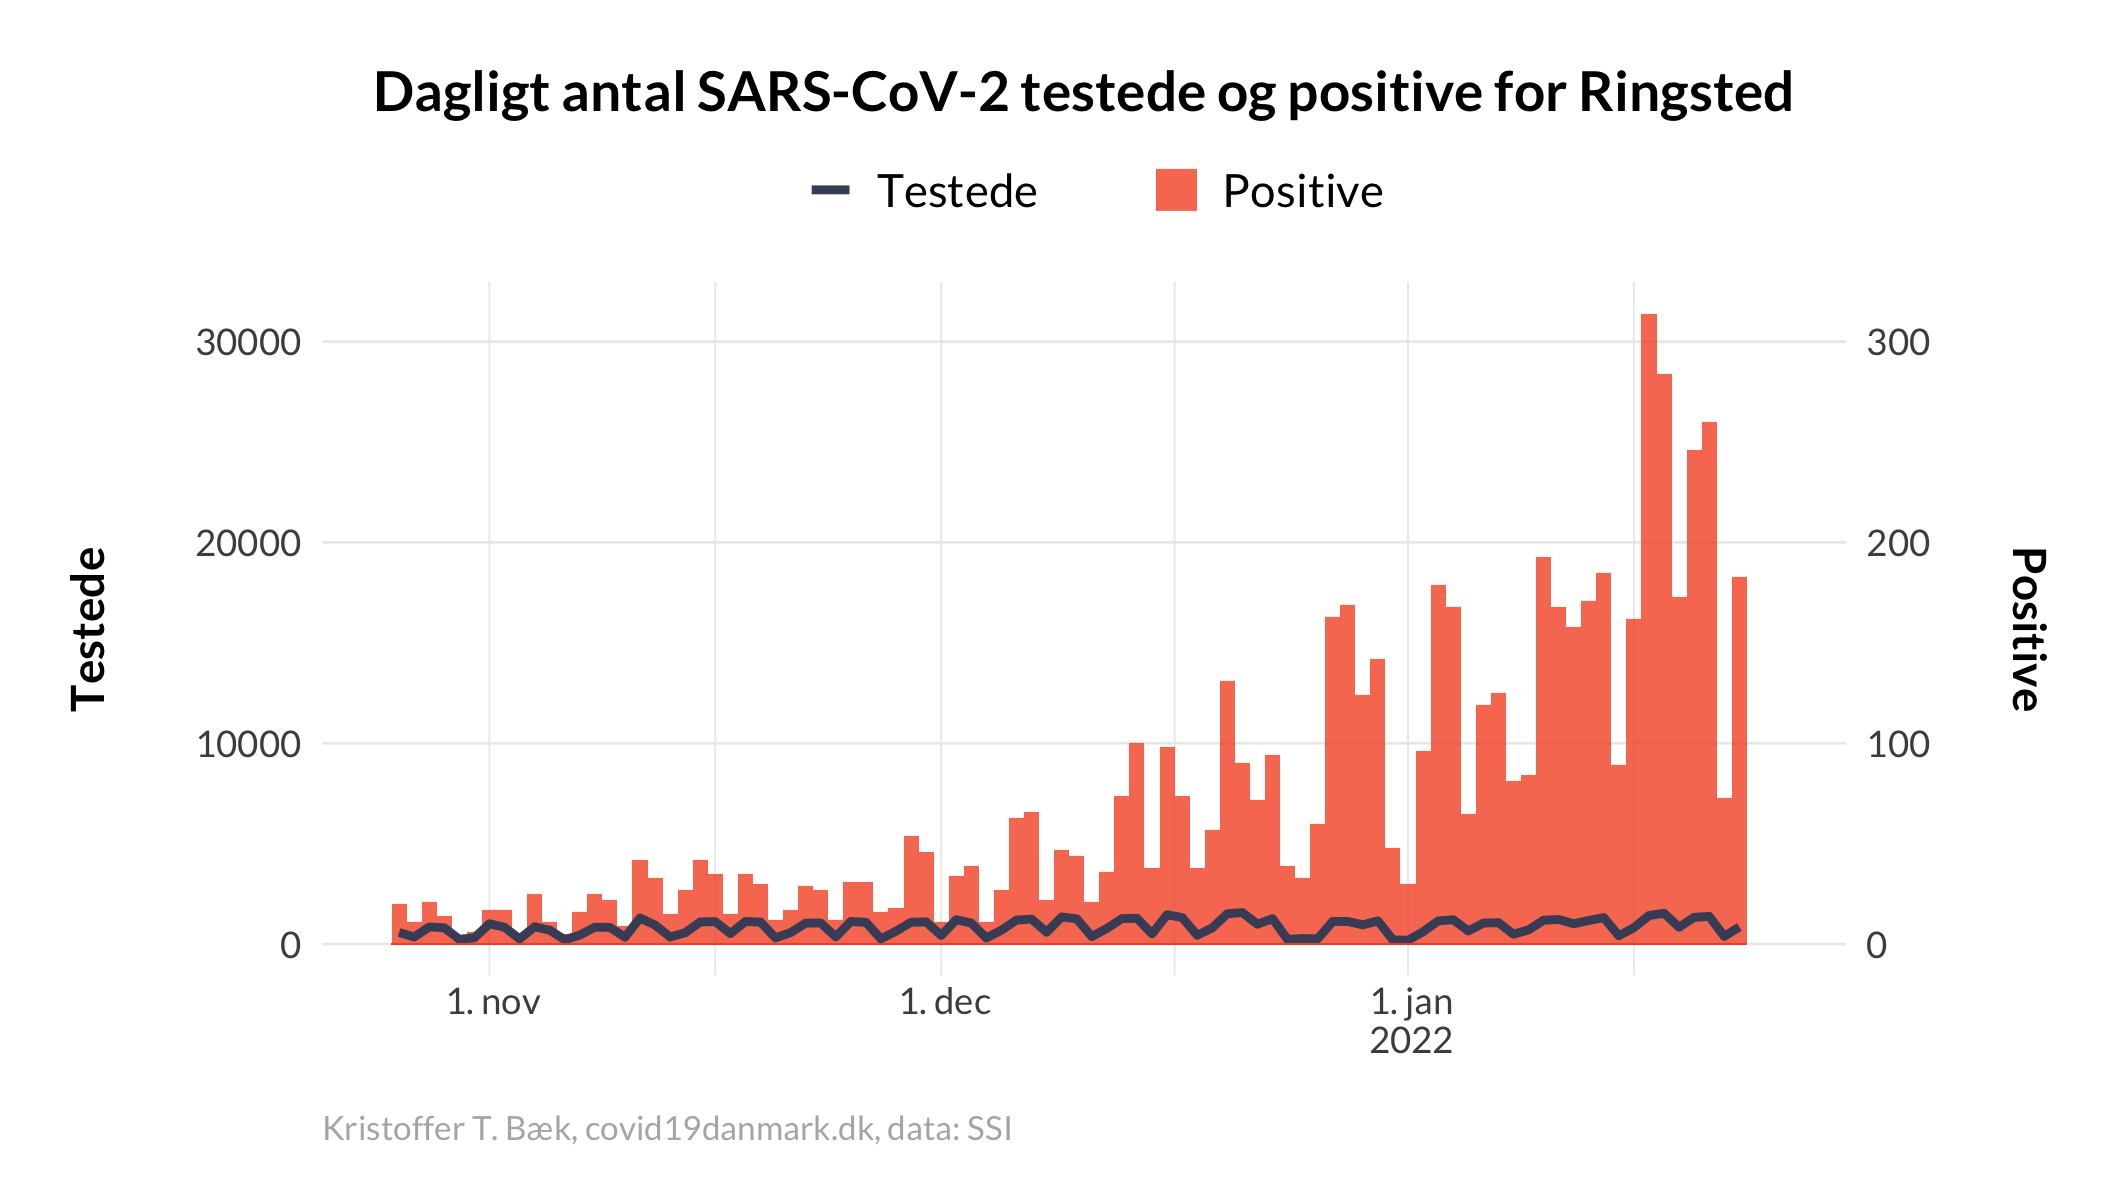 Dagligt antal SARS-CoV-2 testede og positive for Ringsted
Testede
Positive
30000
20000
10000
0
300
200
100
0
Testede
Positive
1. nov
1. dec
1. jan
2022
Kristoffer T. Bæk, covid19danmark.dk, data: SSI